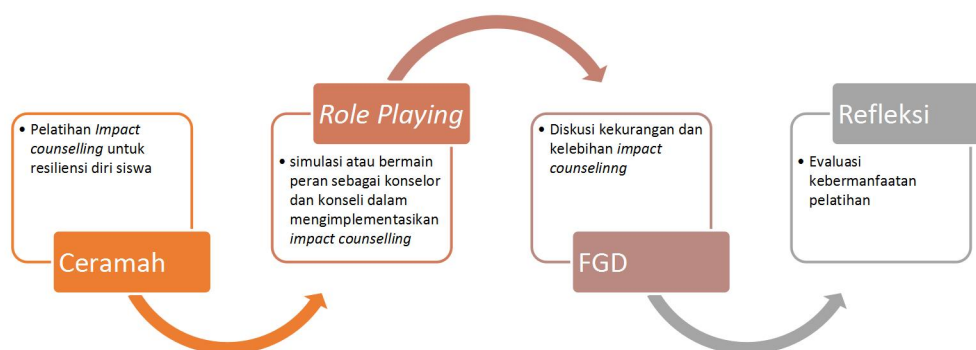 • Pelatihan Impact
counselling untuk
resiliensi diri siswa
Ceramah
Role Playing
• simulasi atau bermain
peran sebagai konselor
dan konseli dalam
mengimplementasikan
impact counselling
• Diskusi kekurangan dan
kelebihan impact
counselinng
FGD
Refleksi
• Evaluasi
kebermanfaatan
pelatihan